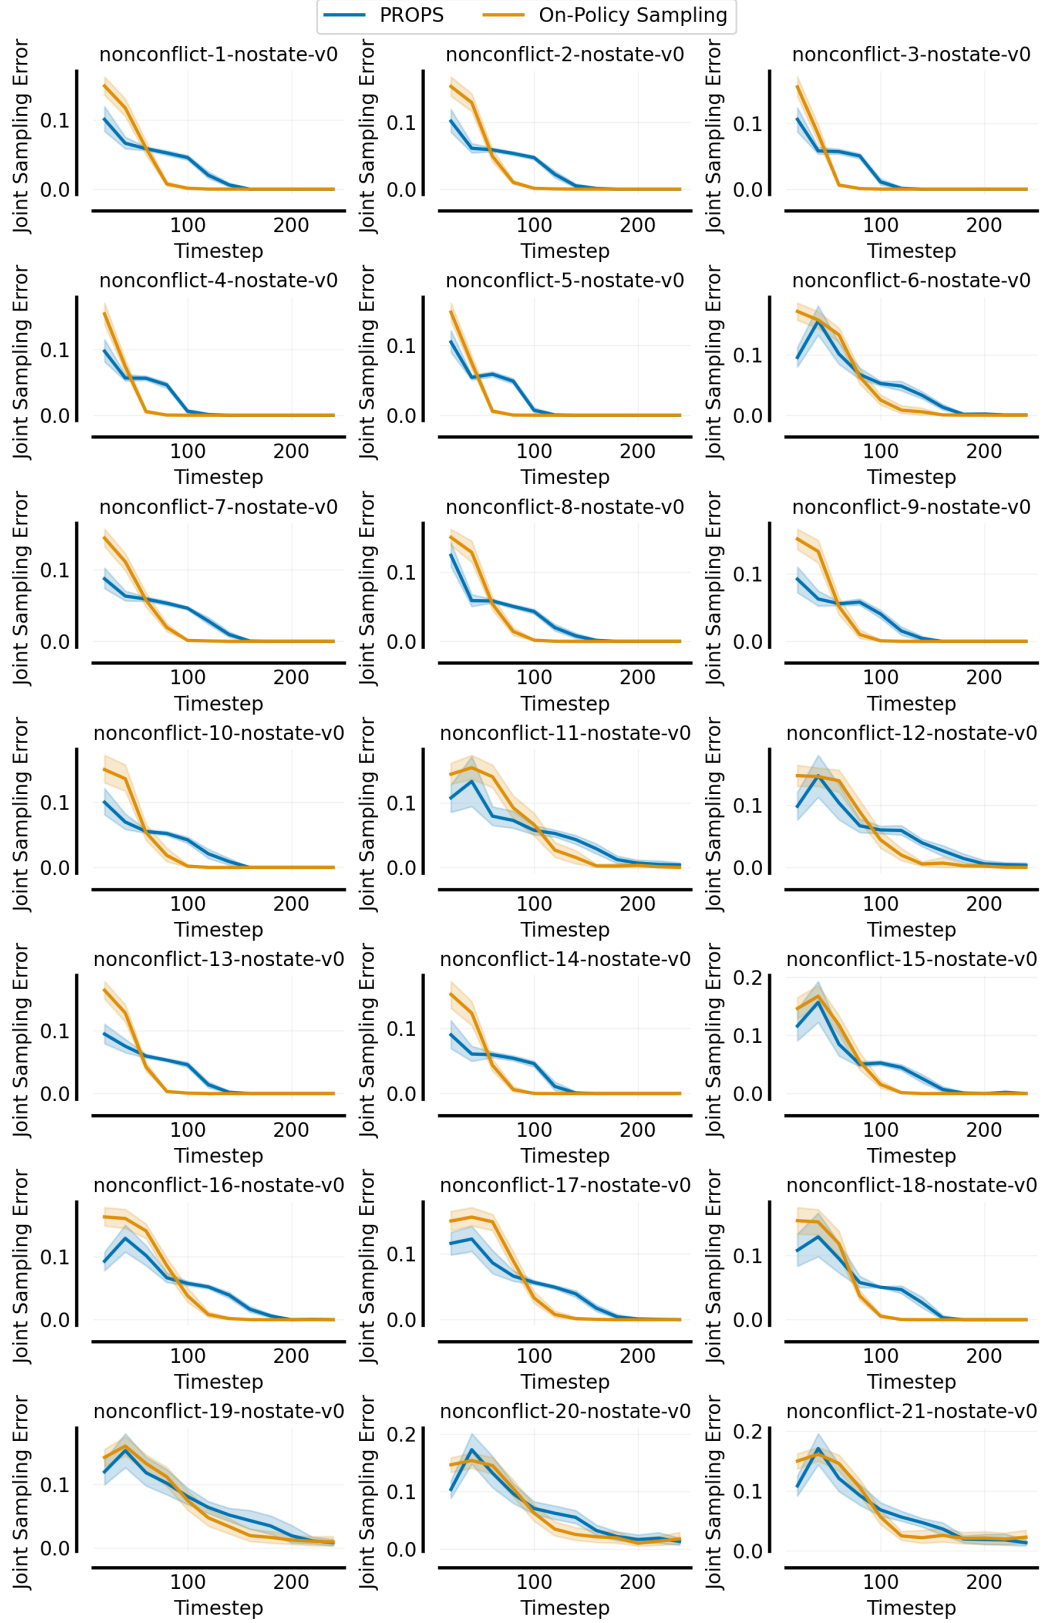 PROPS On-Policy Sampling
nonconflict-1-nostate-v0 nonconflict-2-nostate-v0 nonconflict-3-nostate-v0
Joint Sampling Error Joint Sampling Error Joint Sampling Error
0.1 0.1 0.1
0.0 0.0 0.0
100 200 100 200 100 200
Timestep Timestep Timestep
nonconflict-4-nostate-v0 nonconflict-5-nostate-v0 nonconflict-6-nostate-v0
Joint Sampling Error Joint Sampling Error Joint Sampling Error
0.1 0.1 0.1
0.0 0.0 0.0
100 200 100 200 100 200
Timestep Timestep Timestep
nonconflict-7-nostate-v0 nonconflict-8-nostate-v0 nonconflict-9-nostate-v0
Joint Sampling Error Joint Sampling Error Joint Sampling Error
0.1 0.1 0.1
0.0 0.0 0.0
100 200 100 200 100 200
Timestep Timestep Timestep
nonconflict-10-nostate-v0 nonconflict-11-nostate-v0 nonconflict-12-nostate-v0
Joint Sampling Error Joint Sampling Error Joint Sampling Error
0.1 0.1 0.1
0.0 0.0 0.0
100 200 100 200 100 200
Timestep Timestep Timestep
nonconflict-13-nostate-v0 nonconflict-14-nostate-v0 nonconflict-15-nostate-v0
Joint Sampling Error Joint Sampling Error Joint Sampling Error
0.2
0.1 0.1 0.1
0.0 0.0 0.0
100 200 100 200 100 200
Timestep Timestep Timestep
nonconflict-16-nostate-v0 nonconflict-17-nostate-v0 nonconflict-18-nostate-v0
Joint Sampling Error Joint Sampling Error Joint Sampling Error
0.1 0.1 0.1
0.0 0.0 0.0
100 200 100 200 100 200
Timestep Timestep Timestep
nonconflict-19-nostate-v0 nonconflict-20-nostate-v0 nonconflict-21-nostate-v0
Joint Sampling Error Joint Sampling Error Joint Sampling Error
0.2 0.2
0.1 0.1 0.1
0.0 0.0 0.0
100 200 100 200 100 200
Timestep Timestep Timestep